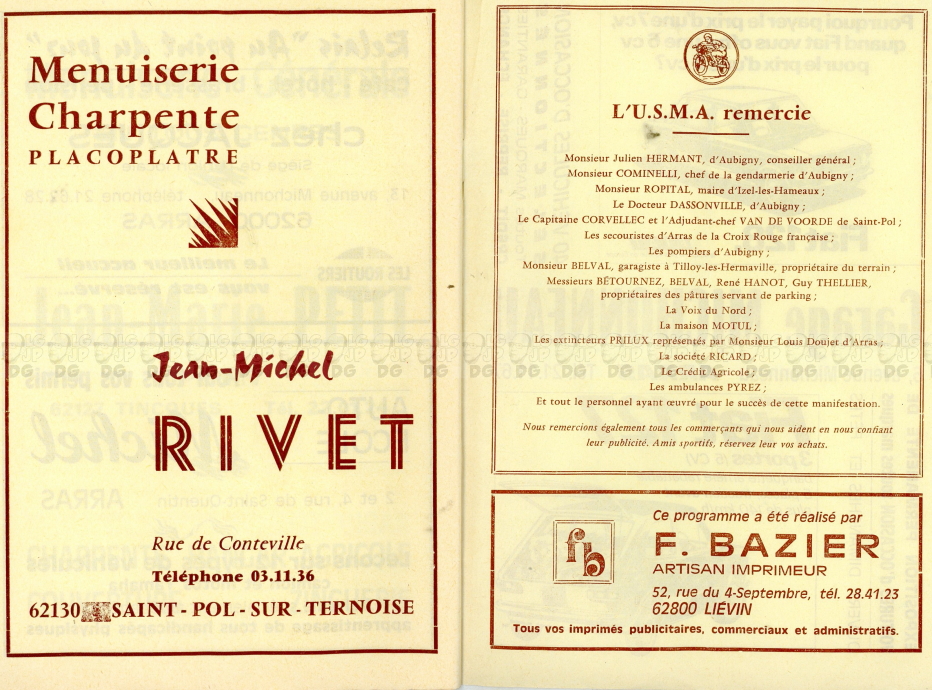 Menuiserie
Charpente
PLACOPLATRE
Jean-Michel
RIVET
Rue de Conteville
Téléphone 03.11.36
62130 SAINT - POL - SUR - TERNOISE
L'U.S.M.A. remercie
Monsieur Julien HERMANT, d'Aubigny, conseiller général ;
Monsieur COMINELLI, chef de la gendarmerie d'Aubigny ;
Monsieur ROPITAL, maire d'Izel-les-Hameaux ;
Le Docteur DASSONVILLE, d'Aubigny ;
Le Capitaine CORVELLEC et l'Adjudant-chef VAN DE VOORDE de Saint-Pol ;
Les secouristes d'Arras de la Croix Rouge française ;
Les pompiers d'Aubigny ;
Monsieur BELVAL, garagiste à Tilloy-les-Hermaville, propriétaire du terrain ;
Messieurs BÉTOURNEZ, BELVAL, René HANOT, Guy THELLIER,
propriétaires des pâtures servant de parking ;
La Voix du Nord ;
La maison MOTUL ;
Les extincteurs PRILUX représentés par Monsieur Louis Doujet d'Arras ;
La société RICARD ;
Le Crédit Agricole ;
Les ambulances PYREZ ;
Et tout le personnel ayant œuvré pour le succès de cette manifestation.
Nous remercions également tous les commerçants qui nous aident en nous confiant
leur publicité. Amis sportifs, réservez leur vos achats.
fb
Ce programme a été réalisé par
F. BAZIER
ARTISAN IMPRIMEUR
52, rue du 4-Septembre, tél. 28.41.23
62800 LIÉVIN
Tous vos imprimés publicitaires, commerciaux et administratifs.